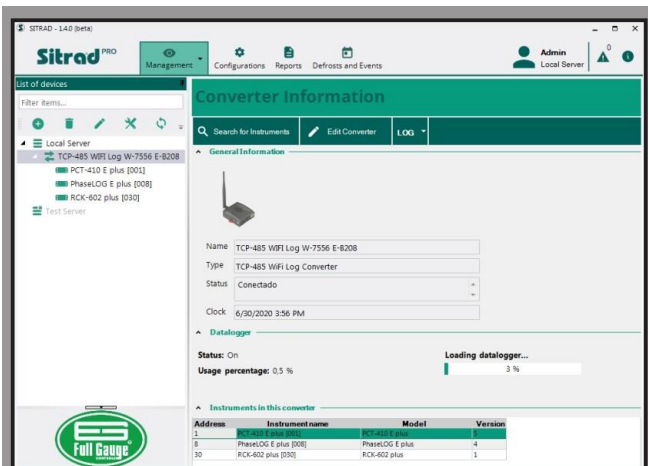 SITRAD - 1.4.0 (beta)
Sitrad PRO
Management
Configurations
Reports
Defrosts and Events
Admin
Local Server
0
List of devices
Filter items...
Local Server
TCP-485 WIFI Log W-7556 E-8208
PCT-410 E plus [001]
PhaseLOG E plus [008]
RCK-602 plus [030]
Test Server
Full Gauge
CONTROLS
Converter Information
Search for Instruments
Edit Converter
LOG
General Information
Name TCP-485 WIFI Log W-7556 E-8208
Type TCP-485 WiFi Log Converter
Status Conectado
Clock 6/30/2020 3:56 PM
Datalogger
Status: On
Usage percentage: 0,5 %
Loading datalogger...
3 %
Instruments in this converter
Address Instrument name Model Version
1 PCT-410 E plus [001] PCT-410 E plus 5
8 PhaseLOG E plus [008] PhaseLOG E plus 4
30 RCK-602 plus [030] RCK-602 plus 1